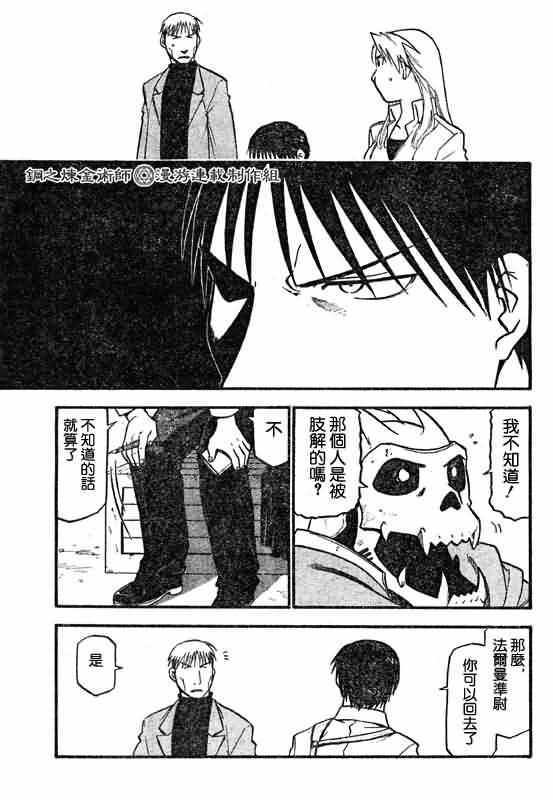 鋼之煉金術師漫游連載制作組
我不知道!
那個人是被
肢解的嗎?
不
不知道的話
就算了
那麼,
法爾曼準尉
你可以回去了
是